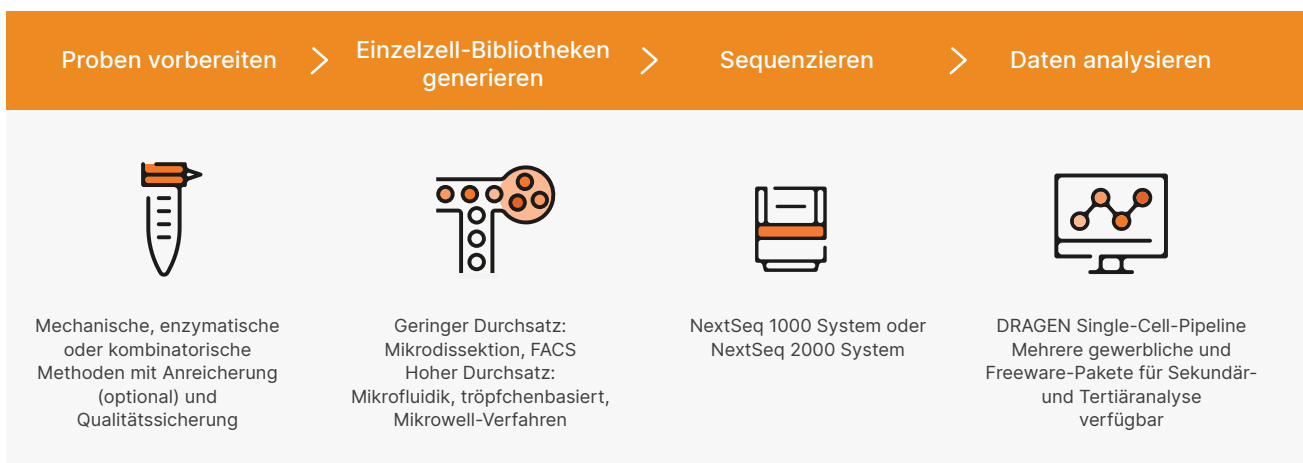 Proben vorbereiten
Einzelzell-Bibliotheken
generieren
Sequenzieren
Daten analysieren
Mechanische, enzymatische
oder kombinatorische
Methoden mit Anreicherung
(optional) und
Qualitätssicherung
Geringer Durchsatz:
Mikrodissektion, FACS
Hoher Durchsatz:
Mikrofluidik, tröpfchenbasiert,
Mikrowell-Verfahren
NextSeq 1000 System oder
NextSeq 2000 System
DRAGEN Single-Cell-Pipeline
Mehrere gewerbliche und
Freeware-Pakete für Sekundär-
und Tertiäranalyse
verfügbar